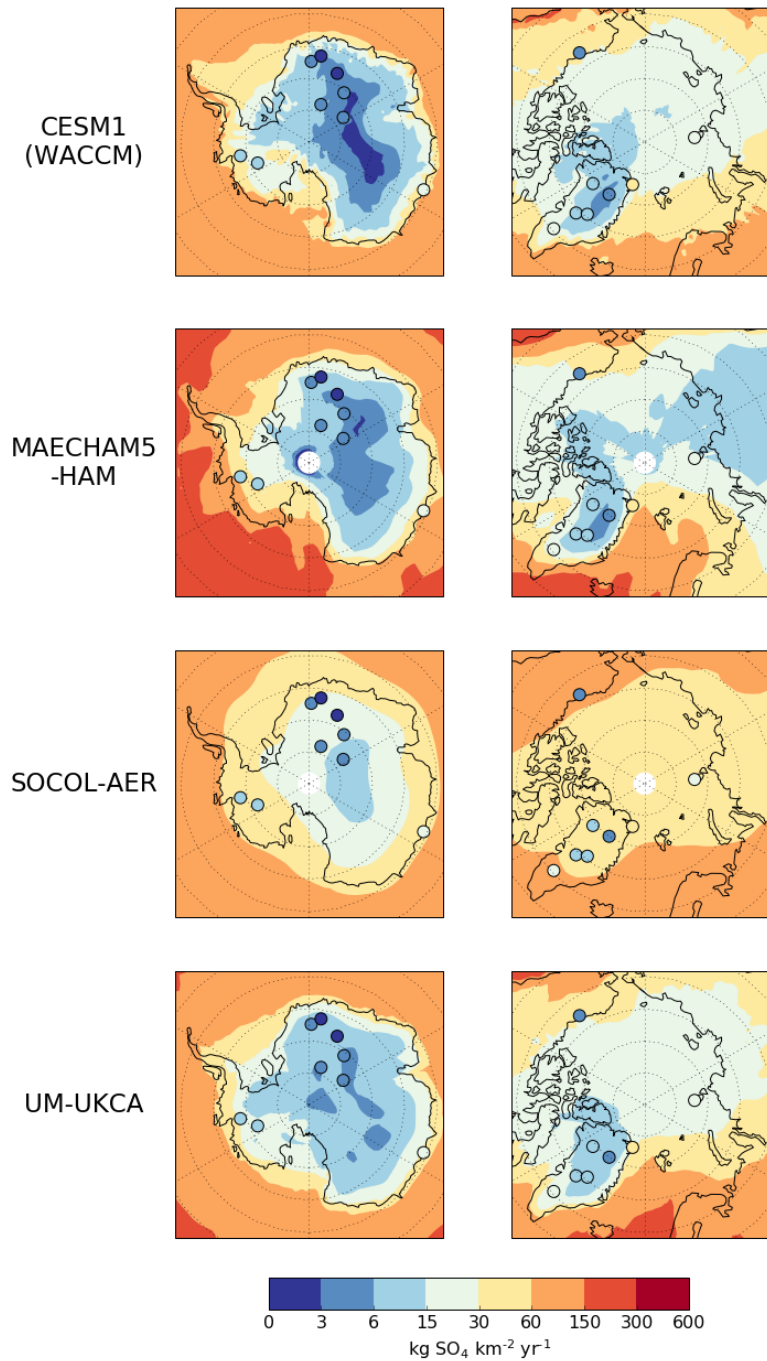 CESM1
(WACCM)
MAECHAM5
-HAM
SOCOL-AER
UM-UKCA
0 3 6 15 30 60 150 300 600
kg SO₄ km⁻² yr⁻¹